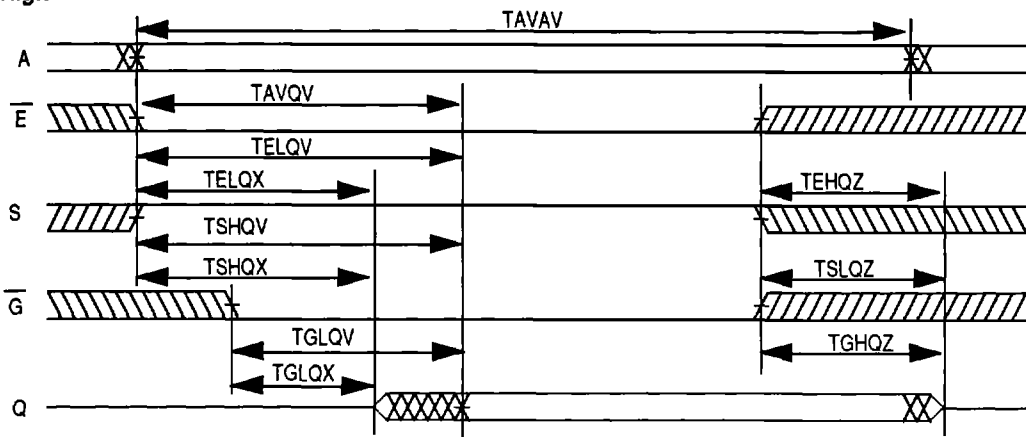 TAVAV
A
TAVQV
E
TELQV
TELQX
TEHQZ
S
TSHQV
TSHQX
TSLQZ
G
TGLQV
TGHQZ
TGLQX
Q